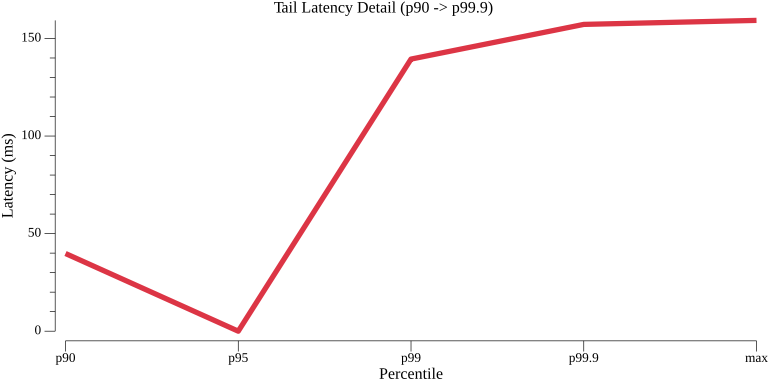 Tail Latency Detail (p90 -> p99.9)
Latency (ms)
150
100
50
0
p90 p95 p99 p99.9 max
Percentile